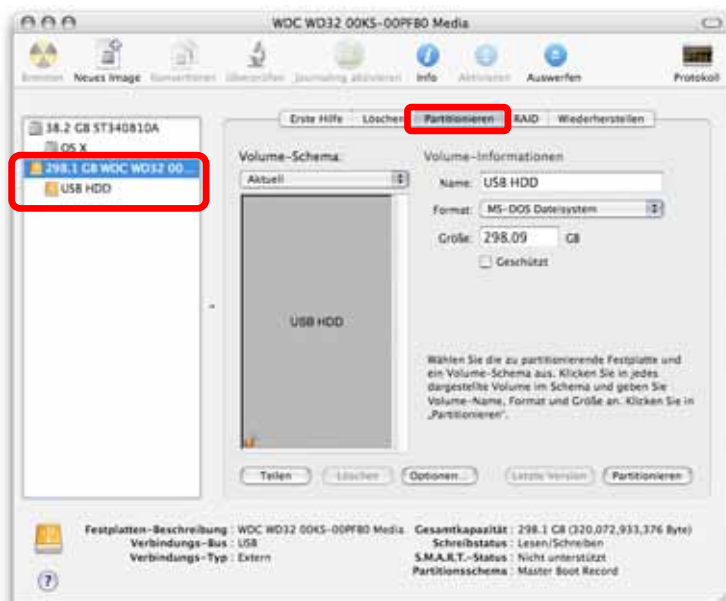 WDC WD32 00KS-00PFB0 Media
Brennen Neues Image Konvertieren Überprüfen Journaling aktivieren Info Aktivieren Auswerfen Protokoll
Erste Hilfe Löschen Partitionieren RAID Wiederherstellen
38.2 GB ST340810A
OS X
298.1 GB WDC WD32 00...
USB HDD
Volume-Schema:
Aktuell
USB HDD
Volume-Informationen
Name: USB HDD
Format: MS-DOS Dateisystem
Größe: 298.09 GB
Geschützt
Wählen Sie die zu partitionierende Festplatte und
ein Volume-Schema aus. Klicken Sie in jedes
dargestellte Volume im Schema und geben Sie
Volume-Name, Format und Größe an. Klicken Sie in
„Partitionieren".
Teilen Löschen Optionen... Letzte Version Partitionieren
Festplatten-Beschreibung : WDC WD32 00KS-00PFB0 Media
Verbindungs-Bus : USB
Verbindungs-Typ : Extern
Gesamtkapazität : 298.1 GB (320,072,933,376 Byte)
Schreibstatus : Lesen/Schreiben
S.M.A.R.T.-Status : Nicht unterstützt
Partitionsschema : Master Boot Record
?